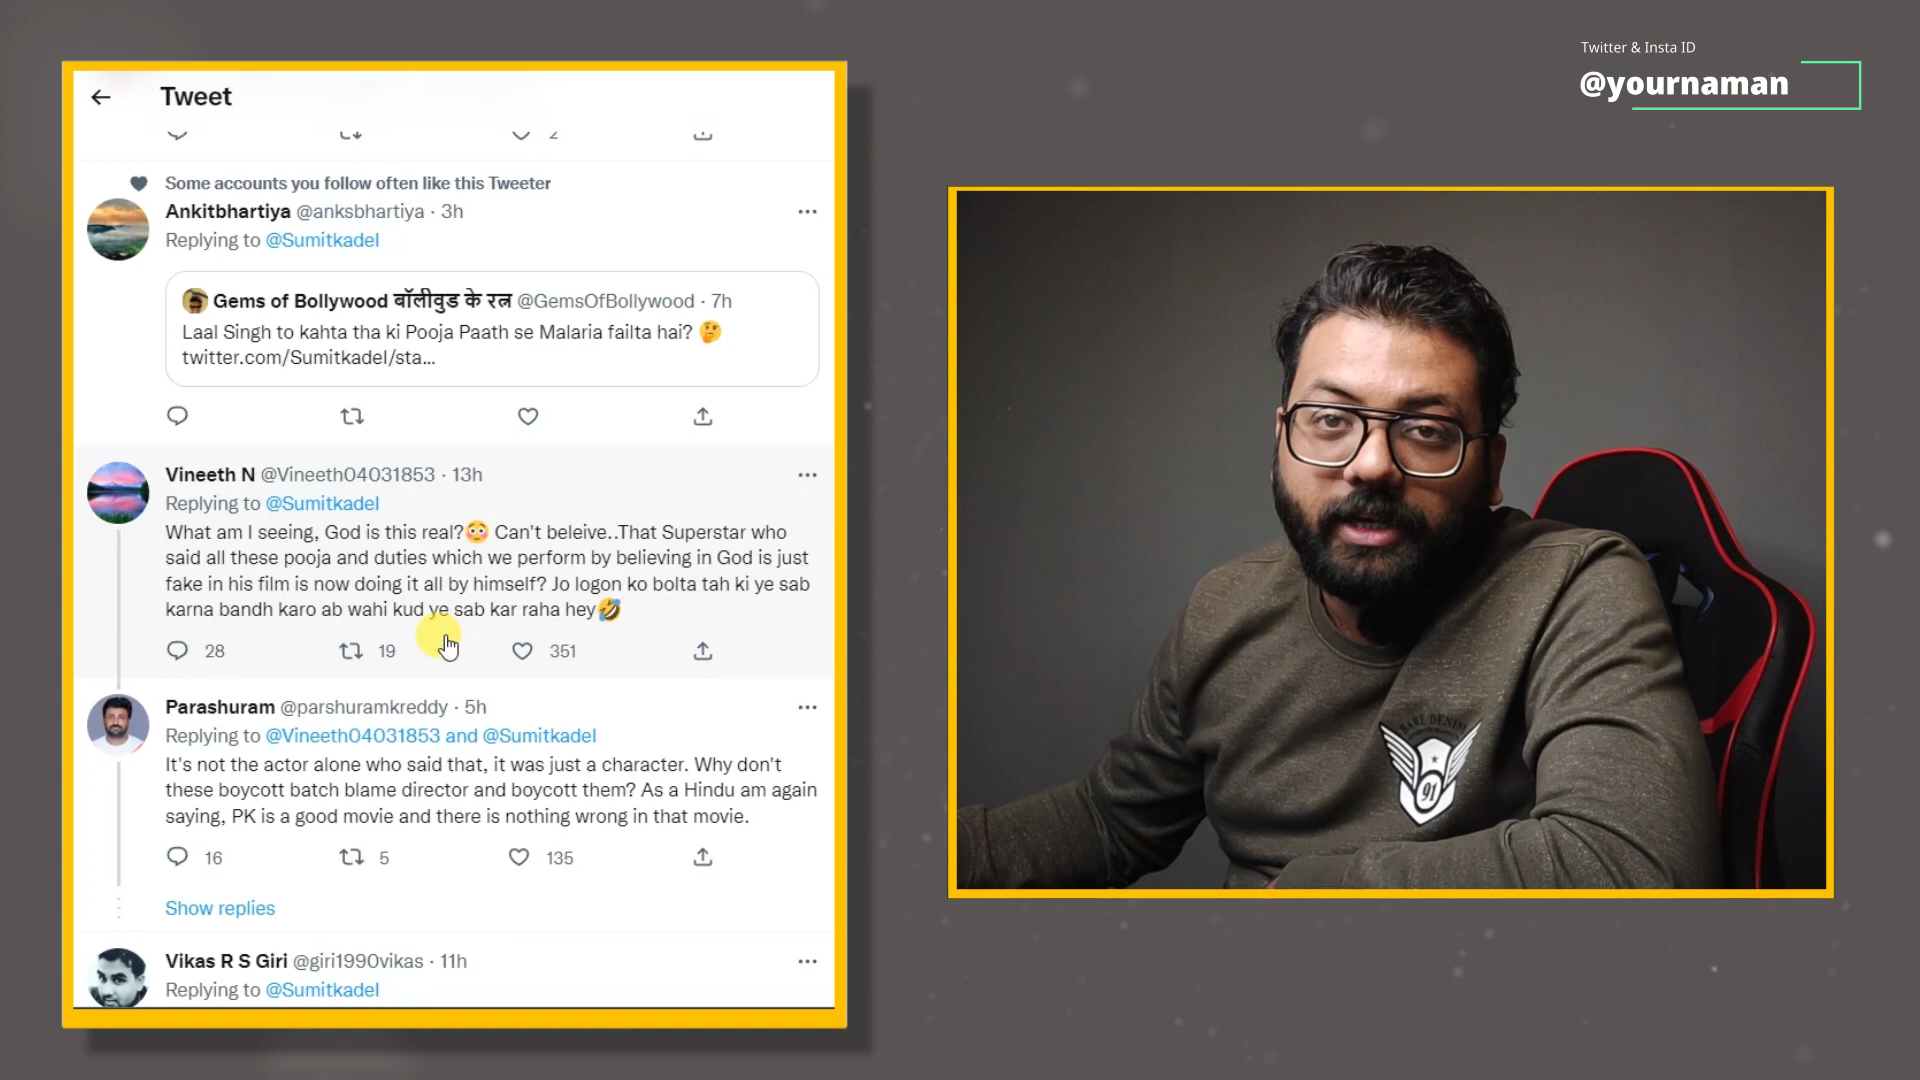 Twitter & Insta ID
@yournaman
Tweet
2
Some accounts you follow often like this Tweeter
Ankitbhartiya @anksbhartiya · 3h
Replying to @Sumitkadel
Gems of Bollywood बॉलीवुड के रत्न @GemsOfBollywood · 7h
Laal Singh to kahta tha ki Pooja Paath se Malaria failta hai? 🤔
twitter.com/Sumitkadel/sta...
Vineeth N @Vineeth04031853 · 13h
Replying to @Sumitkadel
What am I seeing, God is this real?😳 Can't beleive..That Superstar who
said all these pooja and duties which we perform by believing in God is just
fake in his film is now doing it all by himself? Jo logon ko bolta tah ki ye sab
karna bandh karo ab wahi kud ye sab kar raha hey🤣
28 19 351
Parashuram @parshuramkreddy · 5h
Replying to @Vineeth04031853 and @Sumitkadel
It's not the actor alone who said that, it was just a character. Why don't
these boycott batch blame director and boycott them? As a Hindu am again
saying, PK is a good movie and there is nothing wrong in that movie.
16 5 135
Show replies
Vikas R S Giri @giri1990vikas · 11h
Replying to @Sumitkadel
BARE DENIM
91